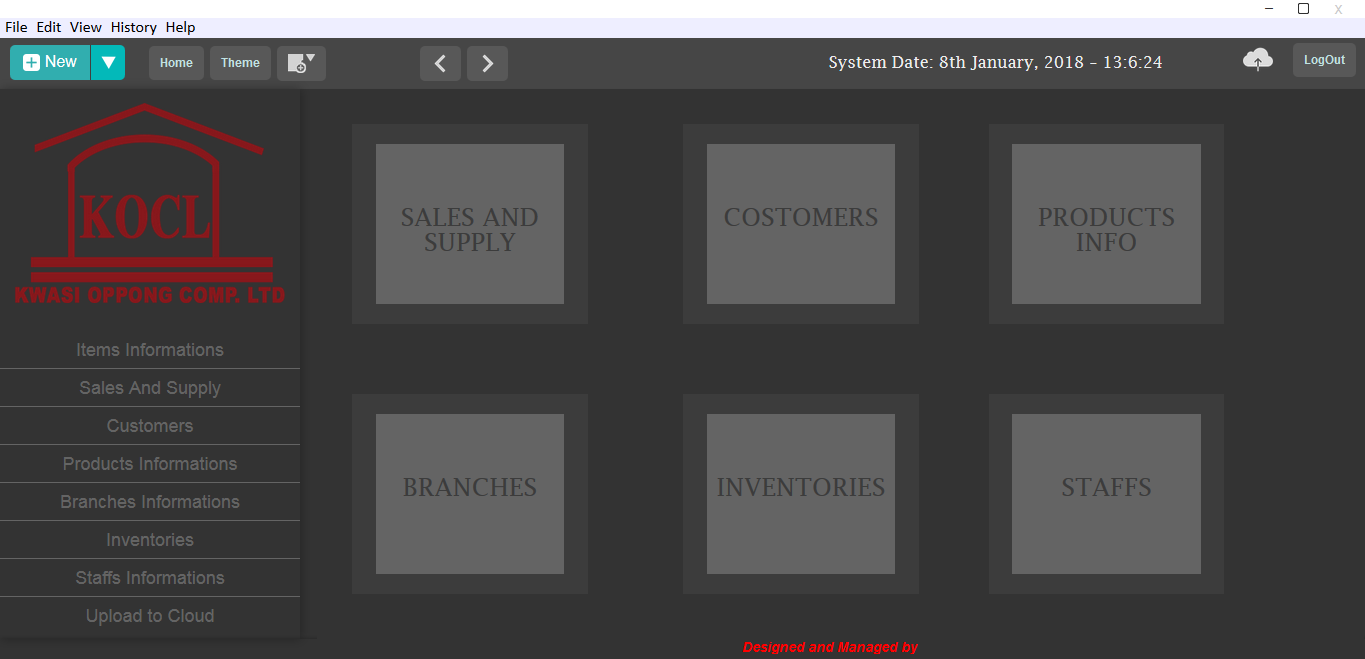 File Edit View History Help
New Home Theme System Date: 8th January, 2018 - 13:6:24 LogOut
KOCL
KWASI OPPONG COMP. LTD
Items Informations
Sales And Supply
Customers
Products Informations
Branches Informations
Inventories
Staffs Informations
Upload to Cloud
SALES AND
SUPPLY
COSTOMERS
PRODUCTS
INFO
BRANCHES
INVENTORIES
STAFFS
Designed and Managed by